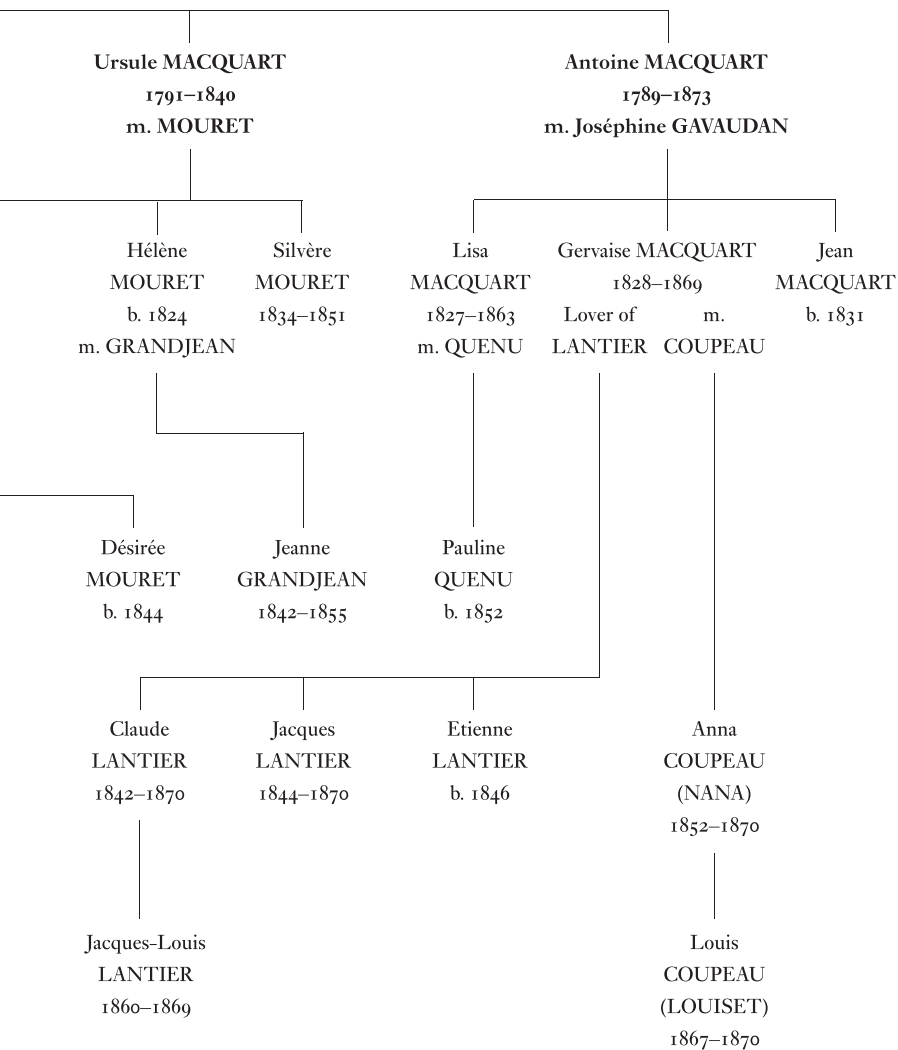 Ursule MACQUART
1791–1840
m. MOURET
Antoine MACQUART
1789–1873
m. Joséphine GAVAUDAN
Hélène
MOURET
b. 1824
m. GRANDJEAN
Silvère
MOURET
1834–1851
Lisa
MACQUART
1827–1863
m. QUENU
Gervaise MACQUART
1828–1869
Lover of m.
LANTIER COUPEAU
Jean
MACQUART
b. 1831
Désirée
MOURET
b. 1844
Jeanne
GRANDJEAN
1842–1855
Pauline
QUENU
b. 1852
Claude
LANTIER
1842–1870
Jacques
LANTIER
1844–1870
Etienne
LANTIER
b. 1846
Anna
COUPEAU
(NANA)
1852–1870
Jacques-Louis
LANTIER
1860–1869
Louis
COUPEAU
(LOUISET)
1867–1870